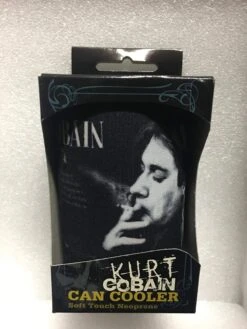 BAIN
KURT
COBAIN
CAN COOLER
Soft Touch Neoprene